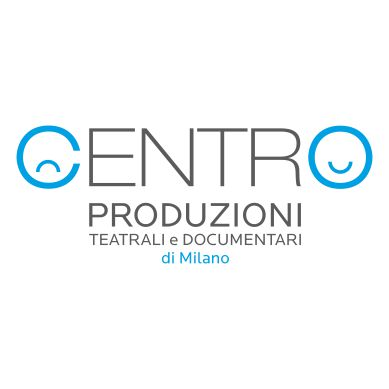 CENTRO
PRODUZIONI
TEATRALI e DOCUMENTARI
di Milano